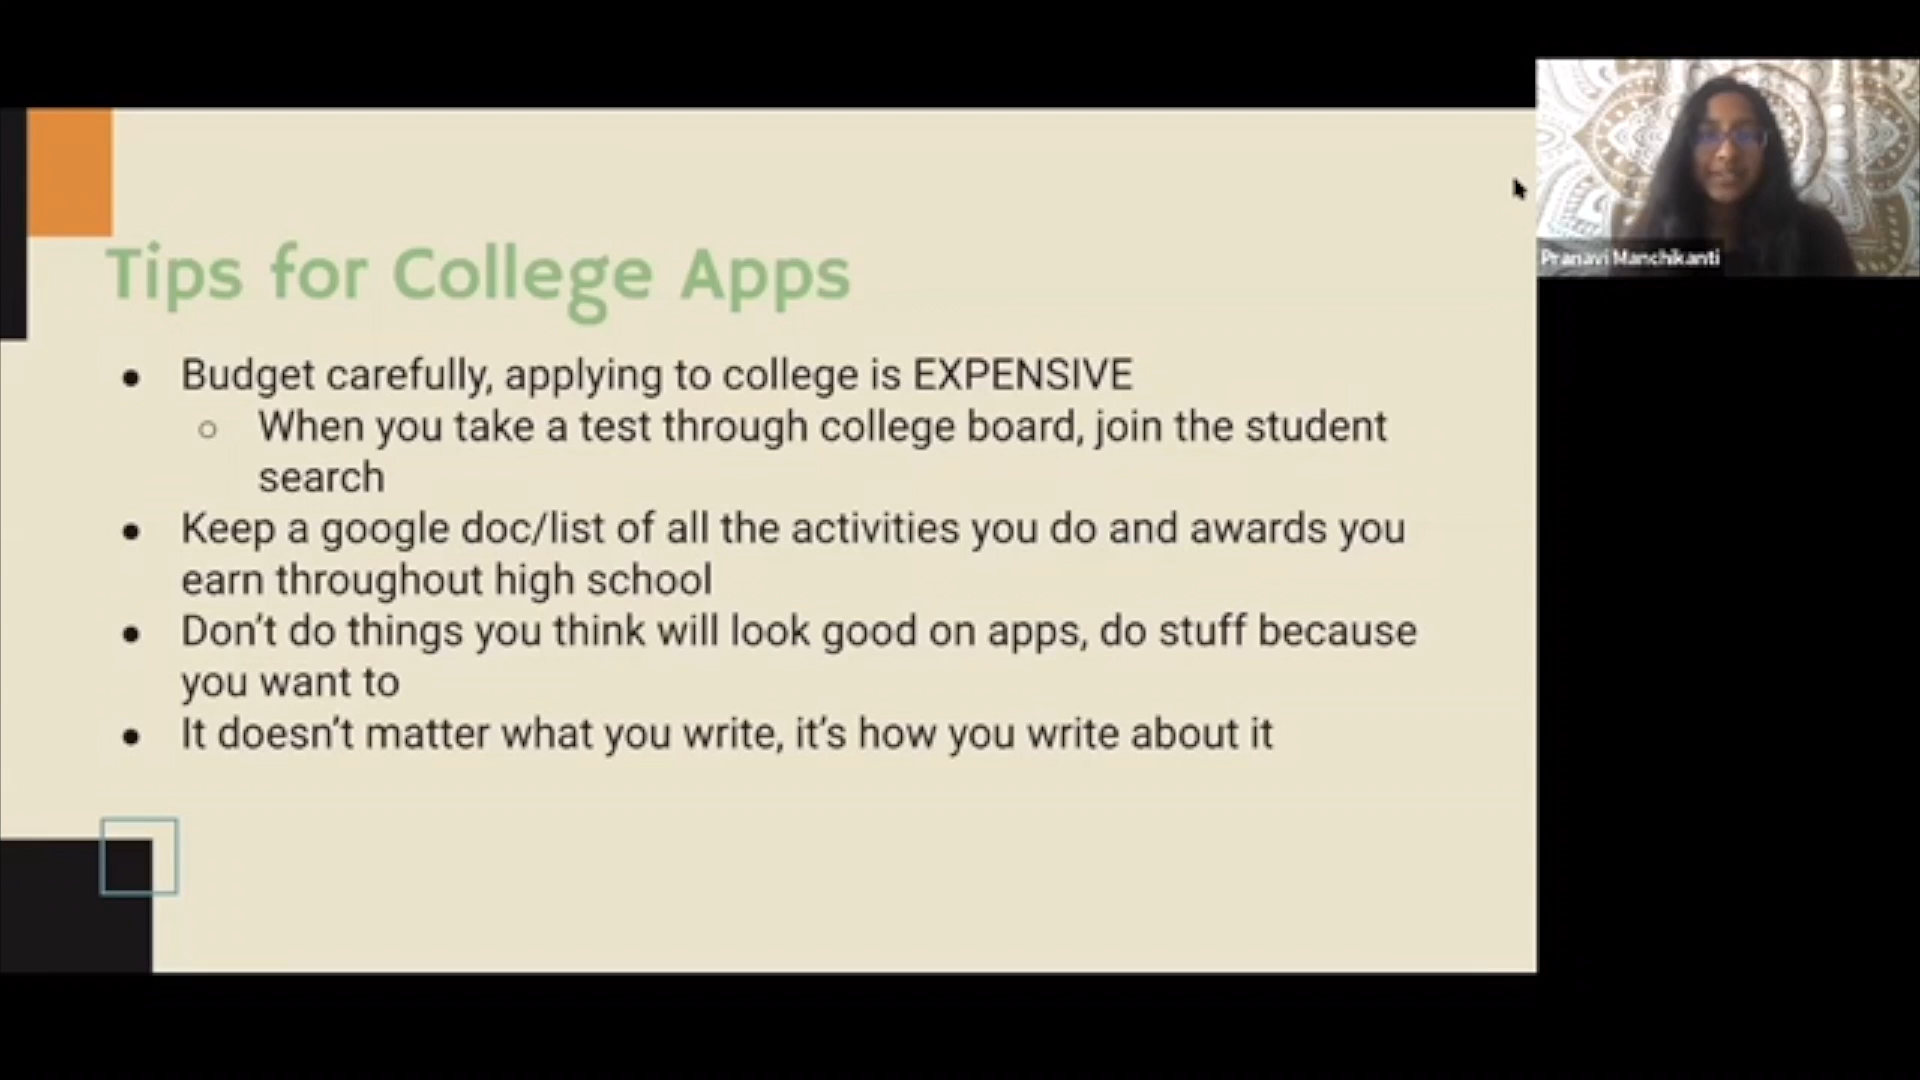 Tips for College Apps
● Budget carefully, applying to college is EXPENSIVE
○ When you take a test through college board, join the student
search
● Keep a google doc/list of all the activities you do and awards you
earn throughout high school
● Don't do things you think will look good on apps, do stuff because
you want to
● It doesn't matter what you write, it's how you write about it
Pranavi Manchikanti